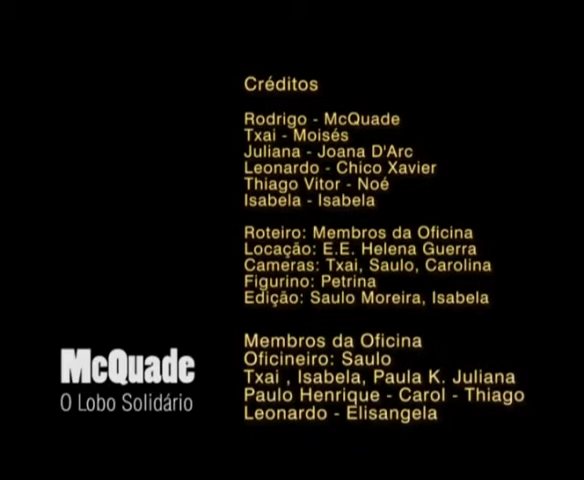 Créditos
Rodrigo - McQuade
Txai - Moisés
Juliana - Joana D'Arc
Leonardo - Chico Xavier
Thiago Vitor - Noé
Isabela - Isabela
Roteiro: Membros da Oficina
Locação: E.E. Helena Guerra
Cameras: Txai, Saulo, Carolina
Figurino: Petrina
Edição: Saulo Moreira, Isabela
Membros da Oficina
Oficineiro: Saulo
Txai , Isabela, Paula K. Juliana
Paulo Henrique - Carol - Thiago
Leonardo - Elisangela
McQuade
O Lobo Solidário